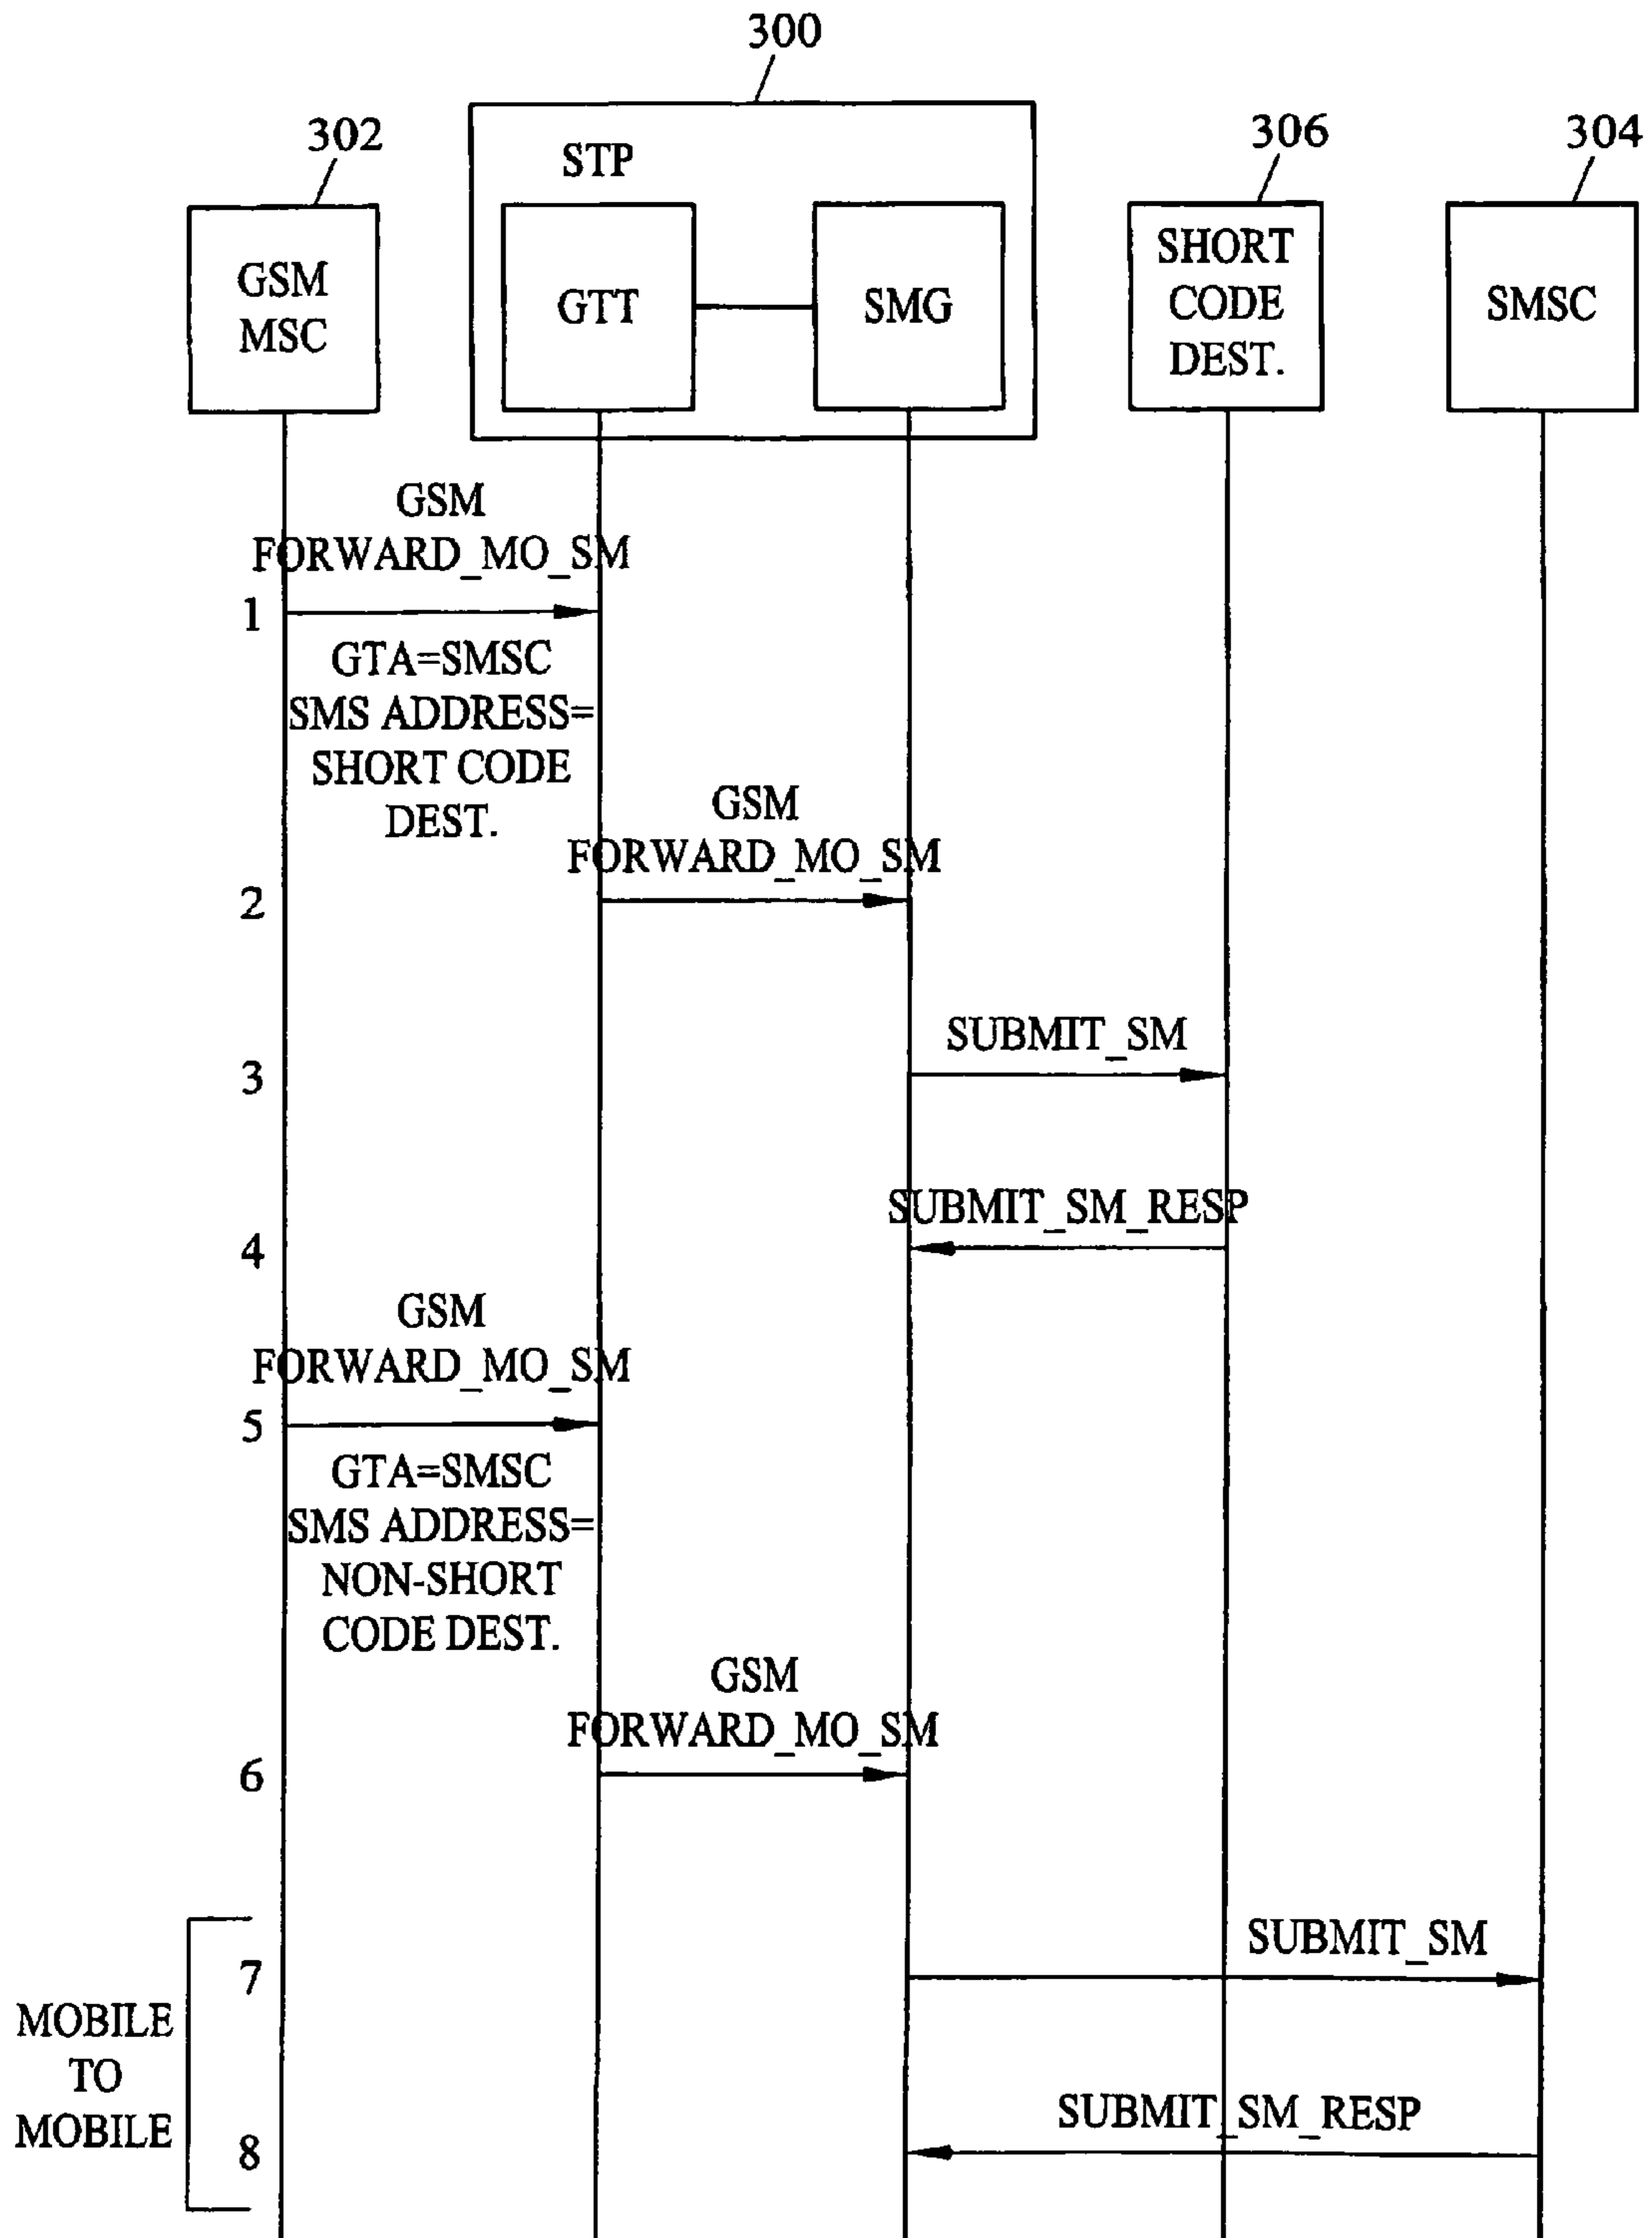 300
302
306
304
STP
GSM
MSC
GTT
SMG
SHORT
CODE
DEST.
SMSC
GSM
FORWARD_MO_SM
1
GTA=SMSC
SMS ADDRESS=
SHORT CODE
DEST.
GSM
FORWARD_MO_SM
2
SUBMIT_SM
3
SUBMIT_SM_RESP
4
GSM
FORWARD_MO_SM
5
GTA=SMSC
SMS ADDRESS=
NON-SHORT
CODE DEST.
GSM
FORWARD_MO_SM
6
SUBMIT_SM
7
MOBILE
TO
MOBILE
SUBMIT_SM_RESP
8